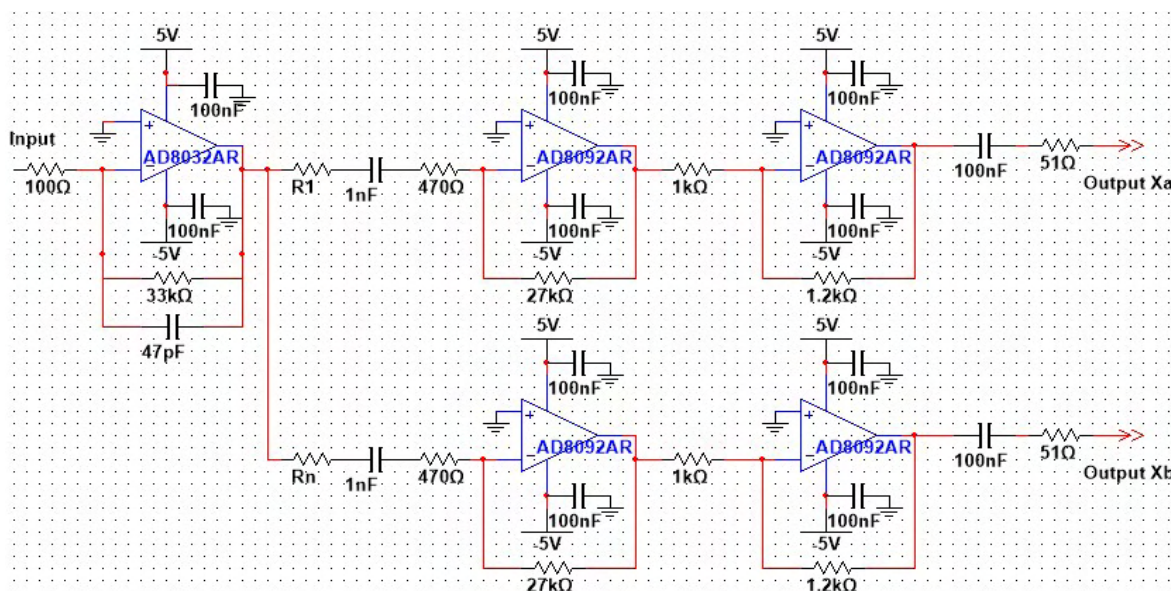 5V
5V
5V
100nF
100nF
100nF
Input
+
−
AD8032AR
+
−
AD8092AR
+
−
AD8092AR
100Ω
R1
1nF
470Ω
1kΩ
100nF
51Ω
Output Xa
100nF
100nF
100nF
-5V
-5V
-5V
33kΩ
27kΩ
1.2kΩ
47pF
5V
5V
100nF
100nF
+
−
AD8092AR
+
−
AD8092AR
Rn
1nF
470Ω
1kΩ
100nF
51Ω
Output Xb
100nF
100nF
-5V
-5V
27kΩ
1.2kΩ